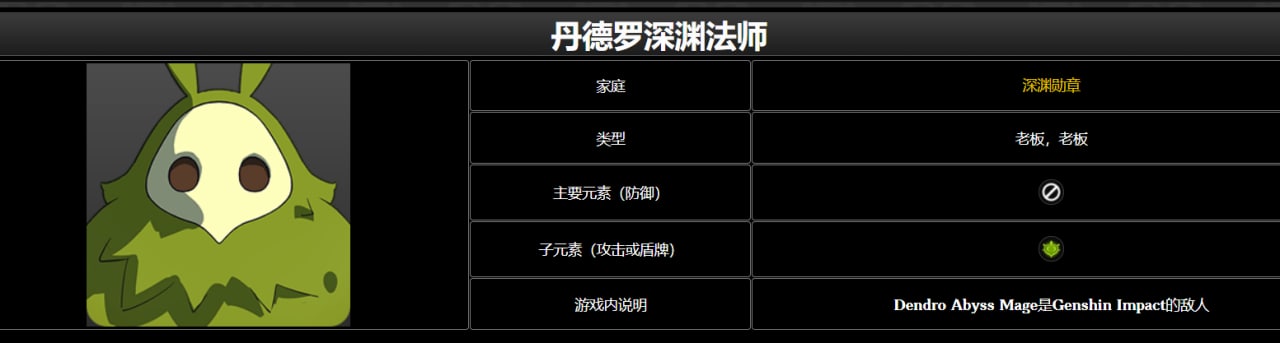 丹德罗深渊法师
家庭
深渊勋章
类型
老板，老板
主要元素（防御）
子元素（攻击或盾牌）
游戏内说明
Dendro Abyss Mage是Genshin Impact的敌人